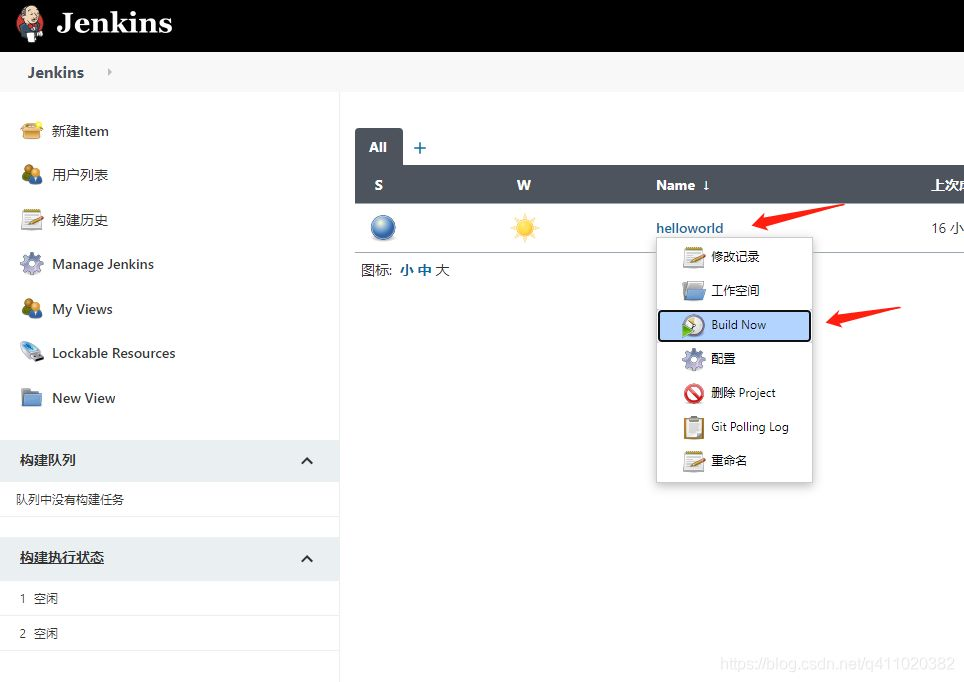 Jenkins
Jenkins
新建Item
用户列表
构建历史
Manage Jenkins
My Views
Lockable Resources
New View
构建队列
队列中没有构建任务
构建执行状态
1 空闲
2 空闲
All +
S W Name ↓ 上次
helloworld 16 小
修改记录
工作空间
Build Now
配置
删除 Project
Git Polling Log
重命名
图标: 小 中 大
https://blog.csdn.net/q411020382